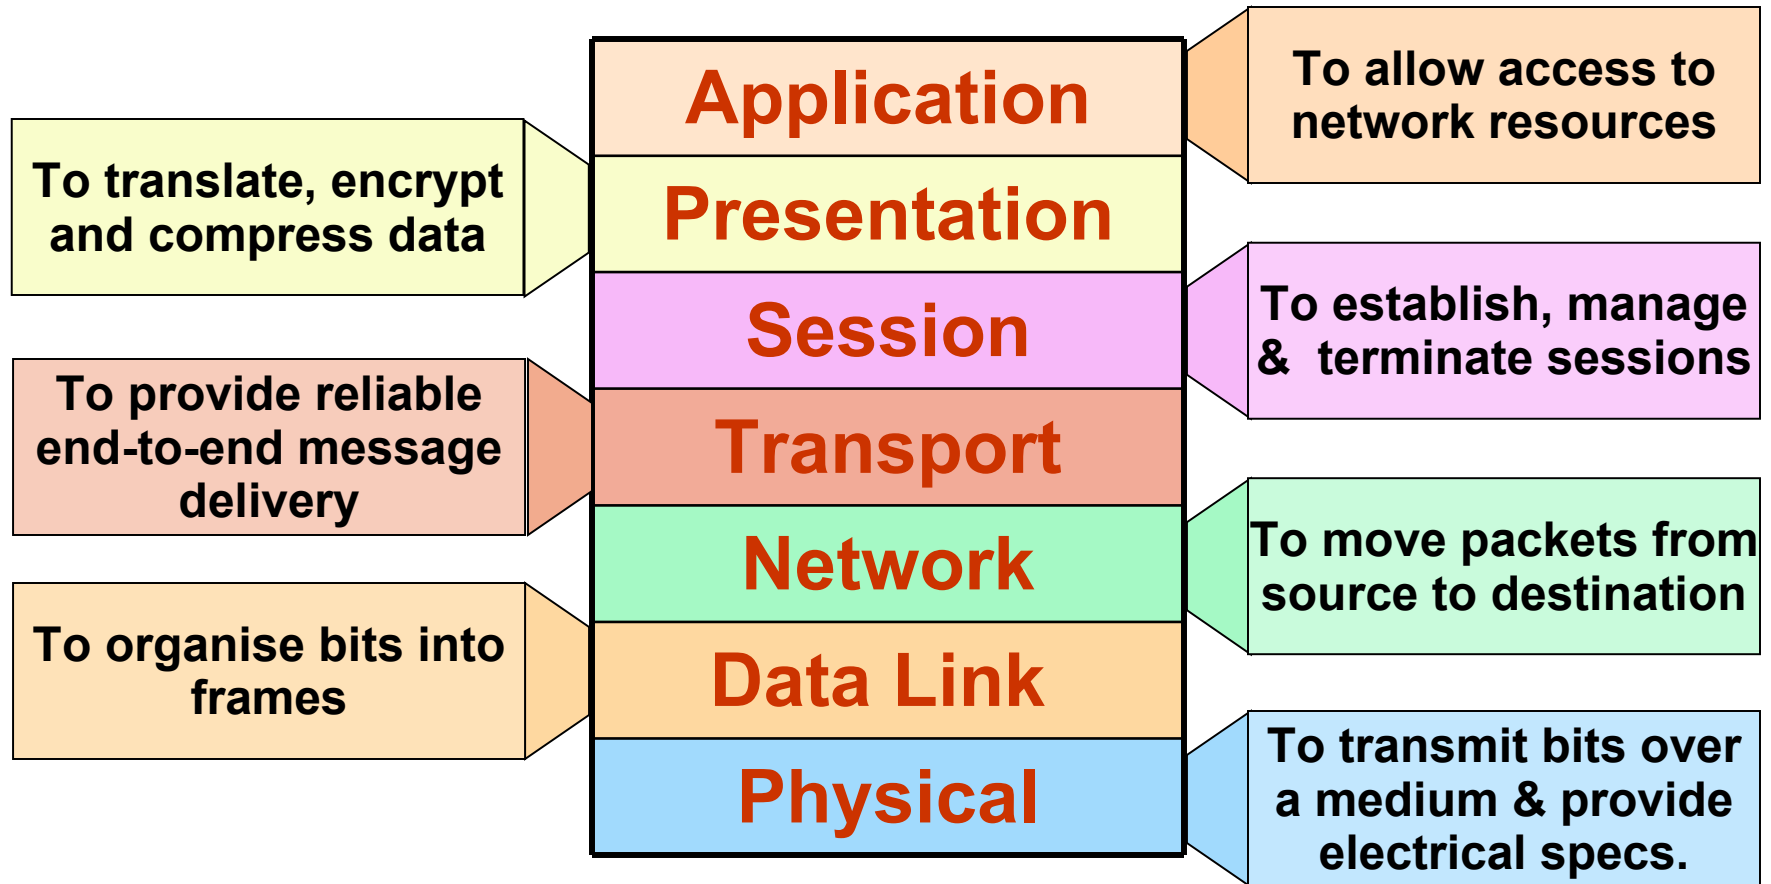 Application
To allow access to
network resources
To translate, encrypt
and compress data
Presentation
Session
To establish, manage
& terminate sessions
To provide reliable
end-to-end message
delivery
Transport
Network
To move packets from
source to destination
To organise bits into
frames
Data Link
Physical
To transmit bits over
a medium & provide
electrical specs.